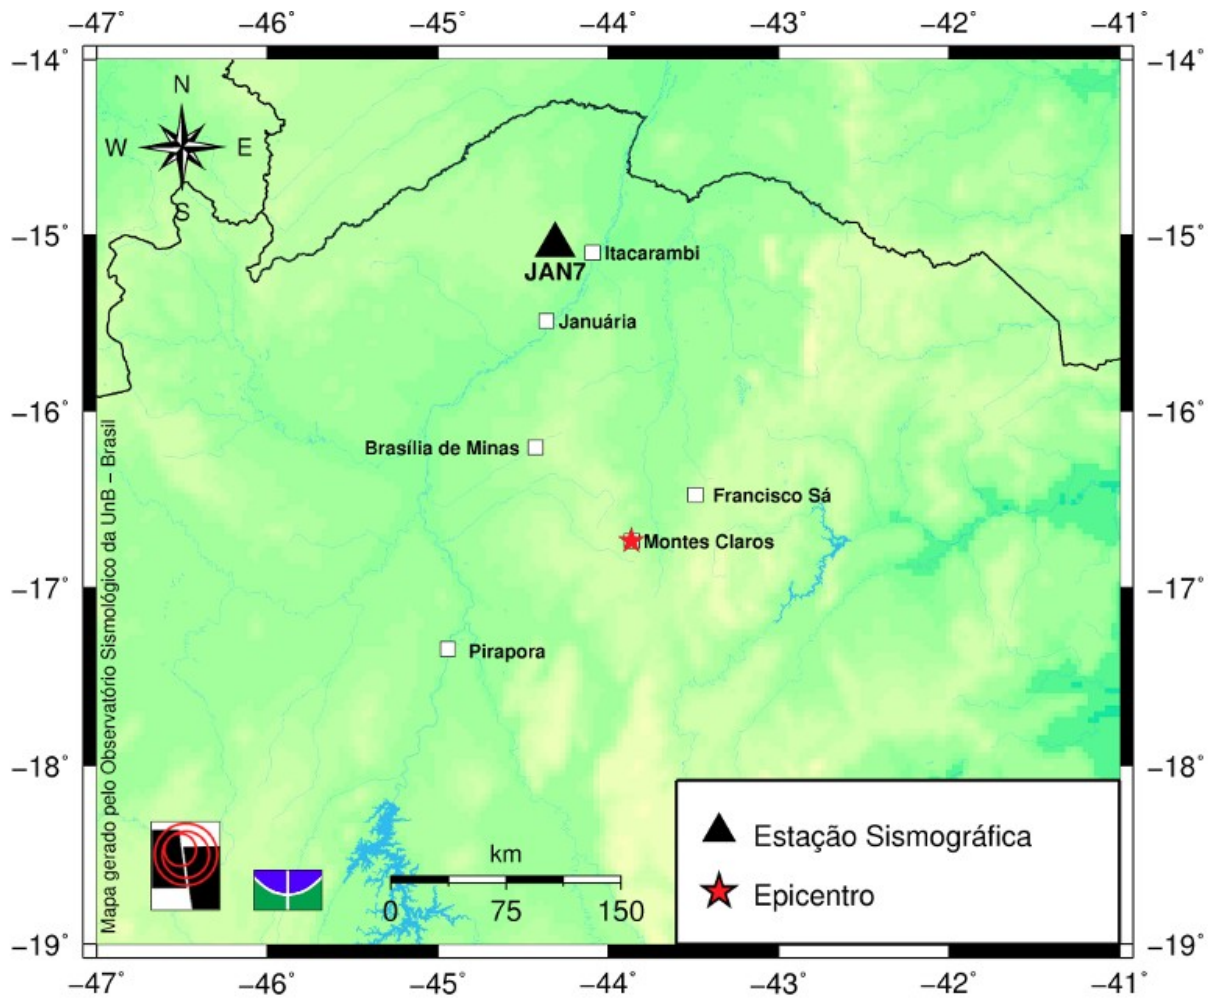 −47 −46˚ −45˚ −44˚ −43˚ −42˚ −41˚
−14˚ −14˚
N
W E
S
−15˚ −15˚
Itacarambi
JAN7
Januária
−16˚ −16˚
Brasília de Minas
Francisco Sá
Montes Claros
−17˚ −17˚
Pirapora
−18˚ −18˚
Mapa gerado pelo Observatório Sismológico da UnB – Brasil
km
0 75 150
Estação Sismográfica
Epicentro
−19˚ −19˚
−47˚ −46˚ −45˚ −44˚ −43˚ −42˚ −41˚